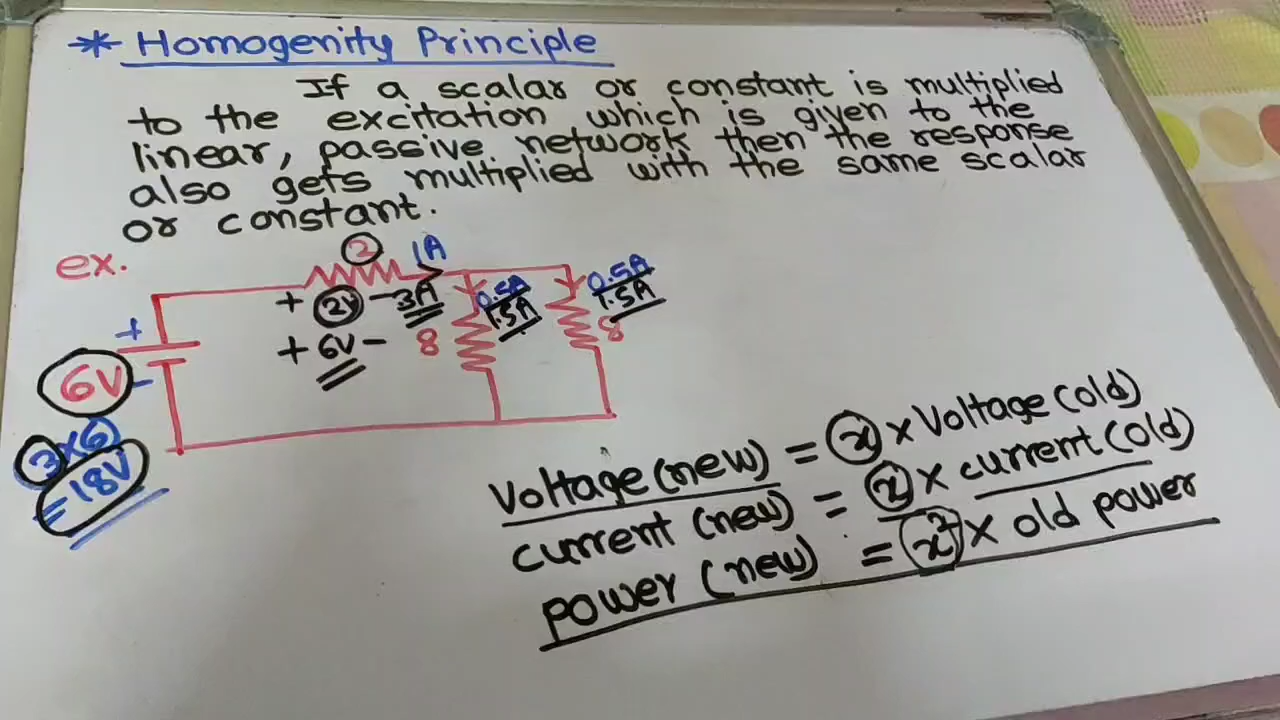 * Homogenity Principle
If a scalar or constant is multiplied
to the excitation which is given to the
linear, passive network then the response
also gets multiplied with the same scalar
or constant.
ex.
2
1A
+ 2V -
3A
+ 6V -
0.5A
1.5A
8
0.5A
1.5A
8
+
6V
-
3×6
= 18V
Voltage (new) = x × Voltage (old)
current (new) = x × current (old)
power (new) = x² × old power